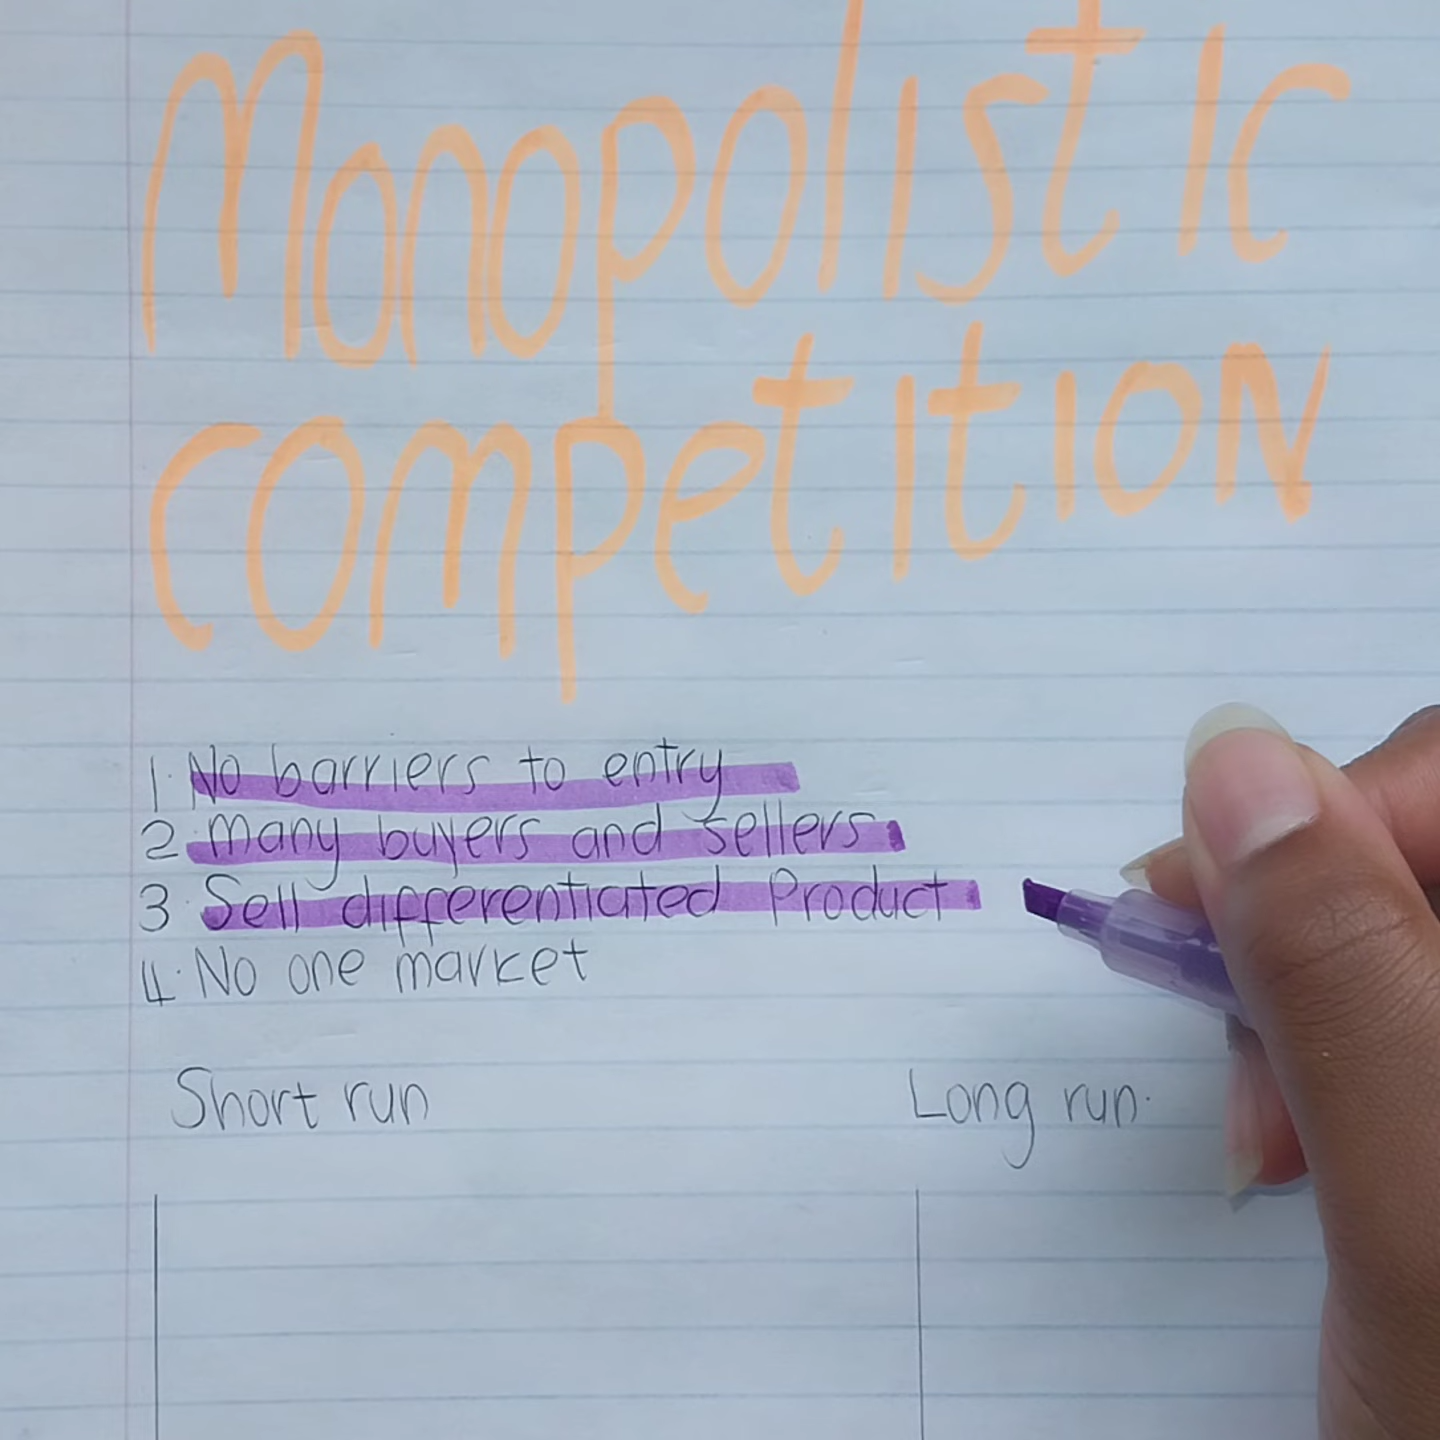 Monopolistic
competition
1. No barriers to entry
2. many buyers and sellers
3. Sell differentiated Product
4. No one market
Short run
Long run.